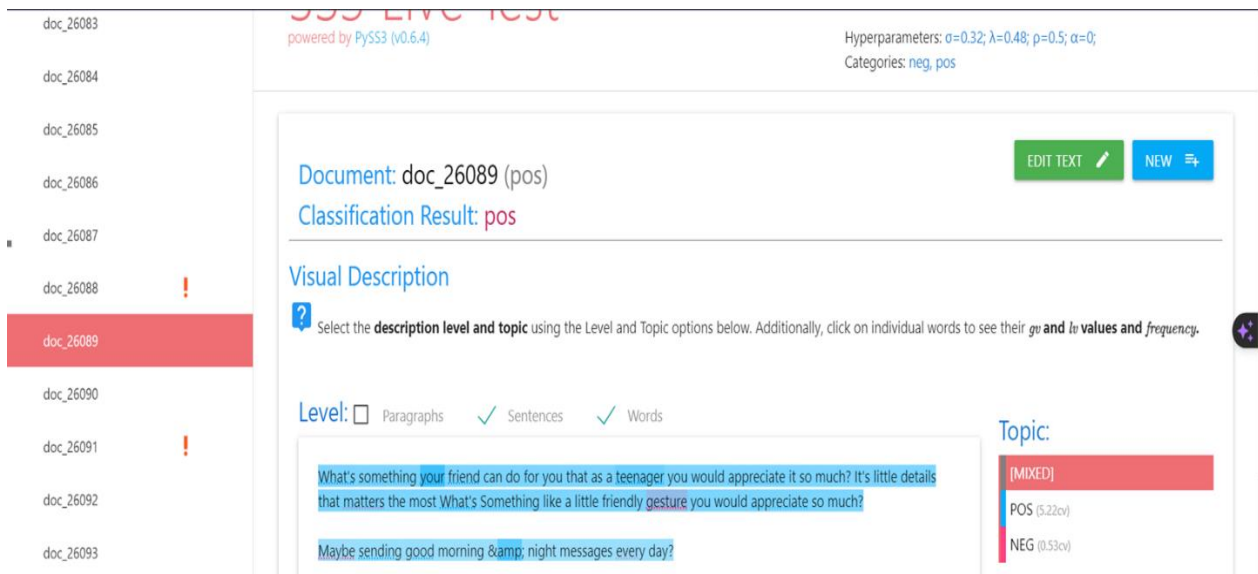 doc_26083
doc_26084
doc_26085
doc_26086
doc_26087
doc_26088 !
doc_26089
doc_26090
doc_26091 !
doc_26092
doc_26093
SS3 Live Test
powered by PySS3 (v0.6.4)
Hyperparameters: σ=0.32; λ=0.48; ρ=0.5; α=0;
Categories: neg, pos
Document: doc_26089 (pos)
Classification Result: pos
EDIT TEXT
NEW
Visual Description
? Select the description level and topic using the Level and Topic options below. Additionally, click on individual words to see their gv and lv values and frequency.
Level: Paragraphs Sentences Words
What's something your friend can do for you that as a teenager you would appreciate it so much? It's little details
that matters the most What's Something like a little friendly gesture you would appreciate so much?
Maybe sending good morning &amp; night messages every day?
Topic:
[MIXED]
POS (5.22cv)
NEG (0.53cv)